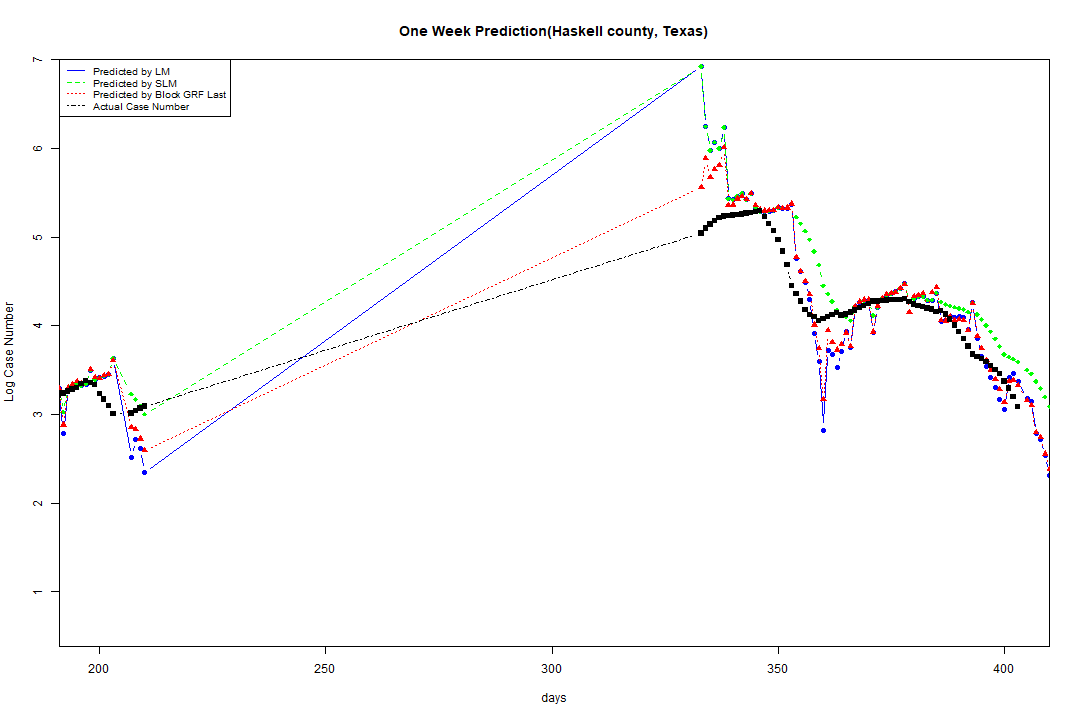 One Week Prediction(Haskell county, Texas)
Predicted by LM
Predicted by SLM
Predicted by Block GRF Last
Actual Case Number
7
6
5
4
3
2
1
Log Case Number
200 250 300 350 400
days